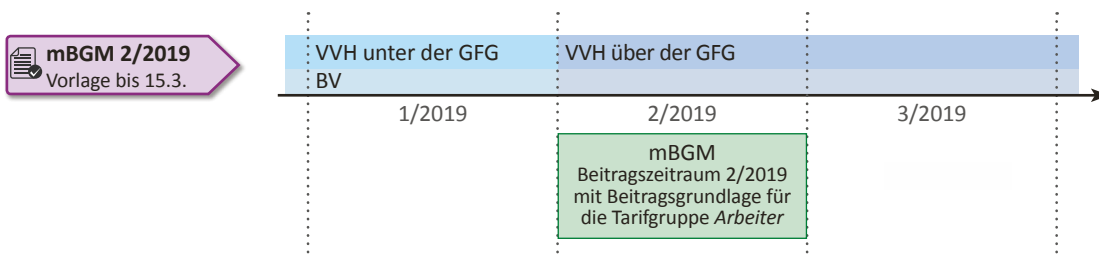 mBGM 2/2019
Vorlage bis 15.3.
VVH unter der GFG
VVH über der GFG
BV
1/2019
2/2019
3/2019
mBGM
Beitragszeitraum 2/2019
mit Beitragsgrundlage für
die Tarifgruppe Arbeiter